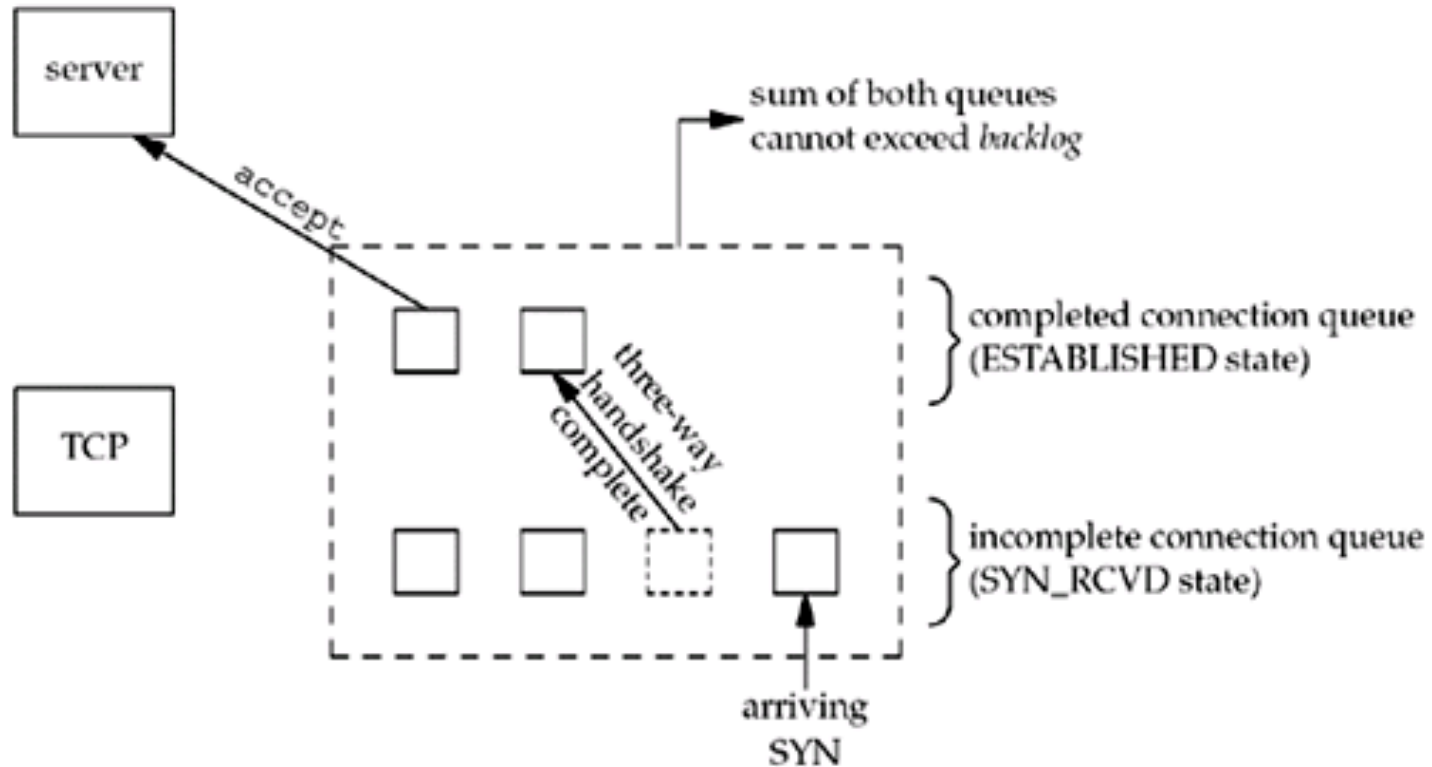 server
sum of both queues
cannot exceed backlog
accept
completed connection queue
(ESTABLISHED state)
three-way
handshake
complete
TCP
incomplete connection queue
(SYN_RCVD state)
arriving
SYN